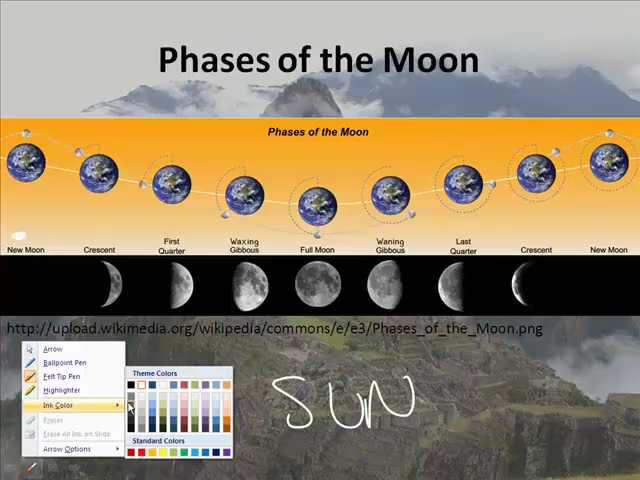 Phases of the Moon
Phases of the Moon
New Moon
Crescent
First
Quarter
Waxing
Gibbous
Full Moon
Waning
Gibbous
Last
Quarter
Crescent
New Moon
http://upload.wikimedia.org/wikipedia/commons/e/e3/Phases_of_the_Moon.png
Arrow
Ballpoint Pen
Felt Tip Pen
Highlighter
Ink Color
Eraser
Erase All Ink on Slide
Arrow Options
Theme Colors
Standard Colors
SUN